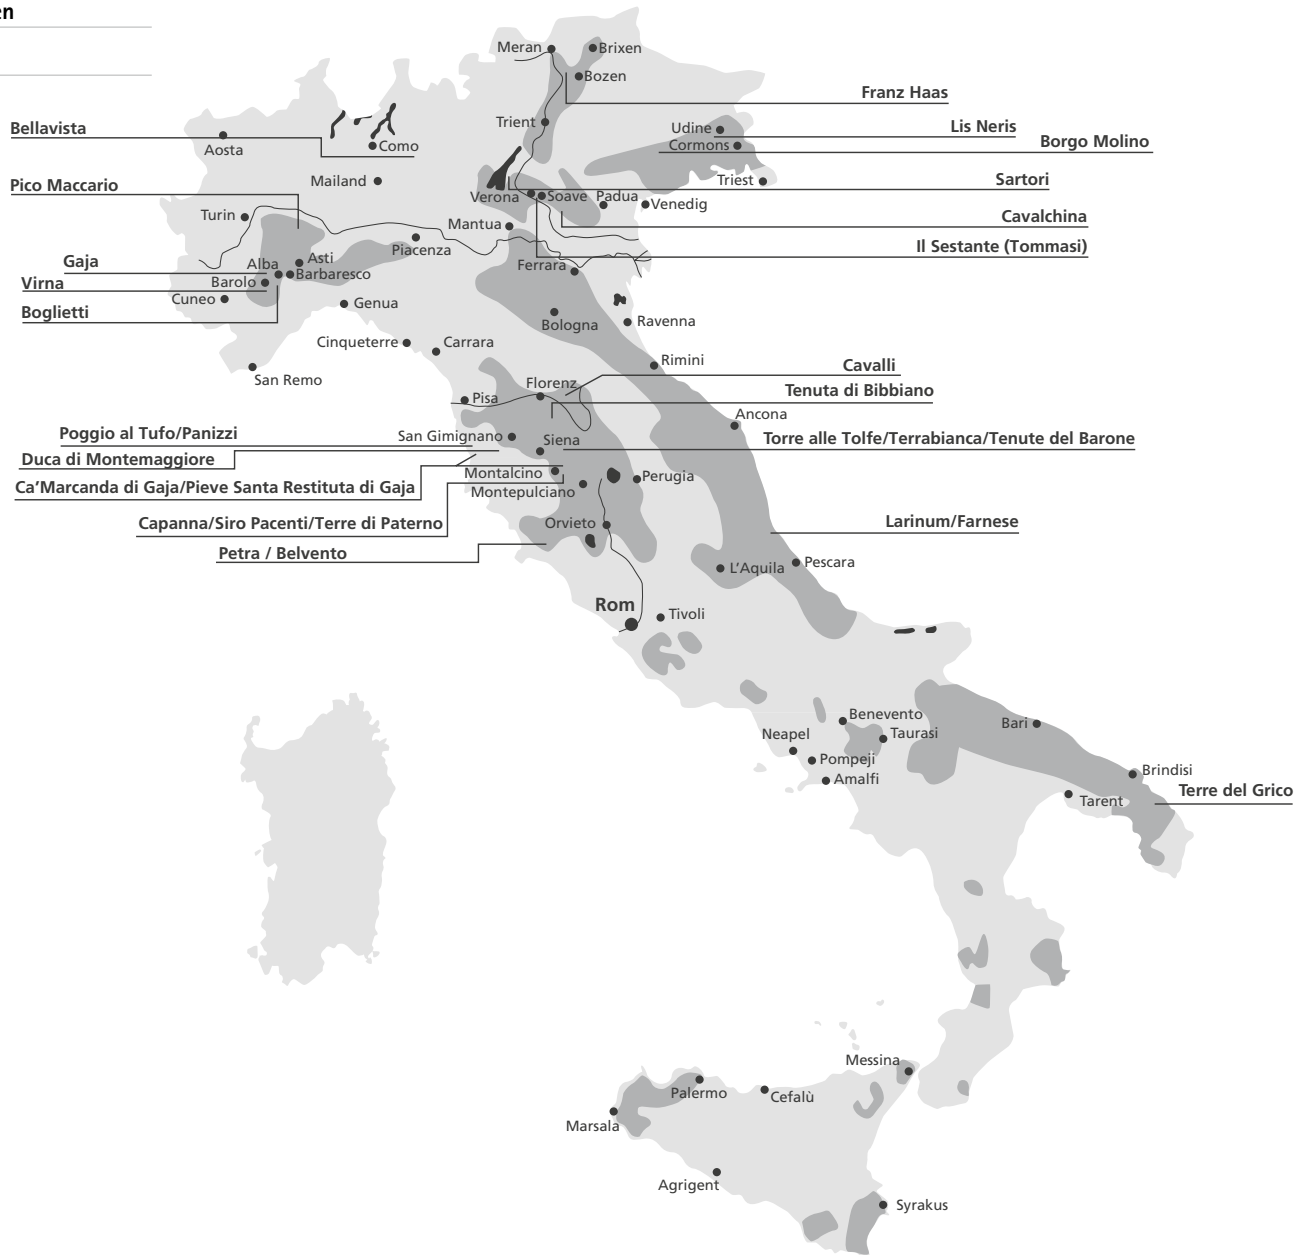 en
Meran
Brixen
Bozen
Franz Haas
Trient
Udine
Lis Neris
Bellavista
Aosta
Como
Cormons
Borgo Molino
Mailand
Triest
Sartori
Pico Maccario
Verona
Soave
Padua
Venedig
Turin
Mantua
Cavalchina
Piacenza
Il Sestante (Tommasi)
Gaja
Alba
Asti
Ferrara
Virna
Barolo
Barbaresco
Cuneo
Genua
Boglietti
Bologna
Ravenna
Cinqueterre
Carrara
San Remo
Rimini
Cavalli
Florenz
Tenuta di Bibbiano
Pisa
Ancona
Poggio al Tufo/Panizzi
San Gimignano
Siena
Torre alle Tolfe/Terrabianca/Tenute del Barone
Duca di Montemaggiore
Montalcino
Perugia
Ca’Marcanda di Gaja/Pieve Santa Restituta di Gaja
Montepulciano
Capanna/Siro Pacenti/Terre di Paterno
Orvieto
Larinum/Farnese
Petra / Belvento
L’Aquila
Pescara
Rom
Tivoli
Benevento
Neapel
Taurasi
Bari
Pompeji
Amalfi
Brindisi
Terre del Grico
Tarent
Messina
Palermo
Cefalù
Marsala
Agrigent
Syrakus